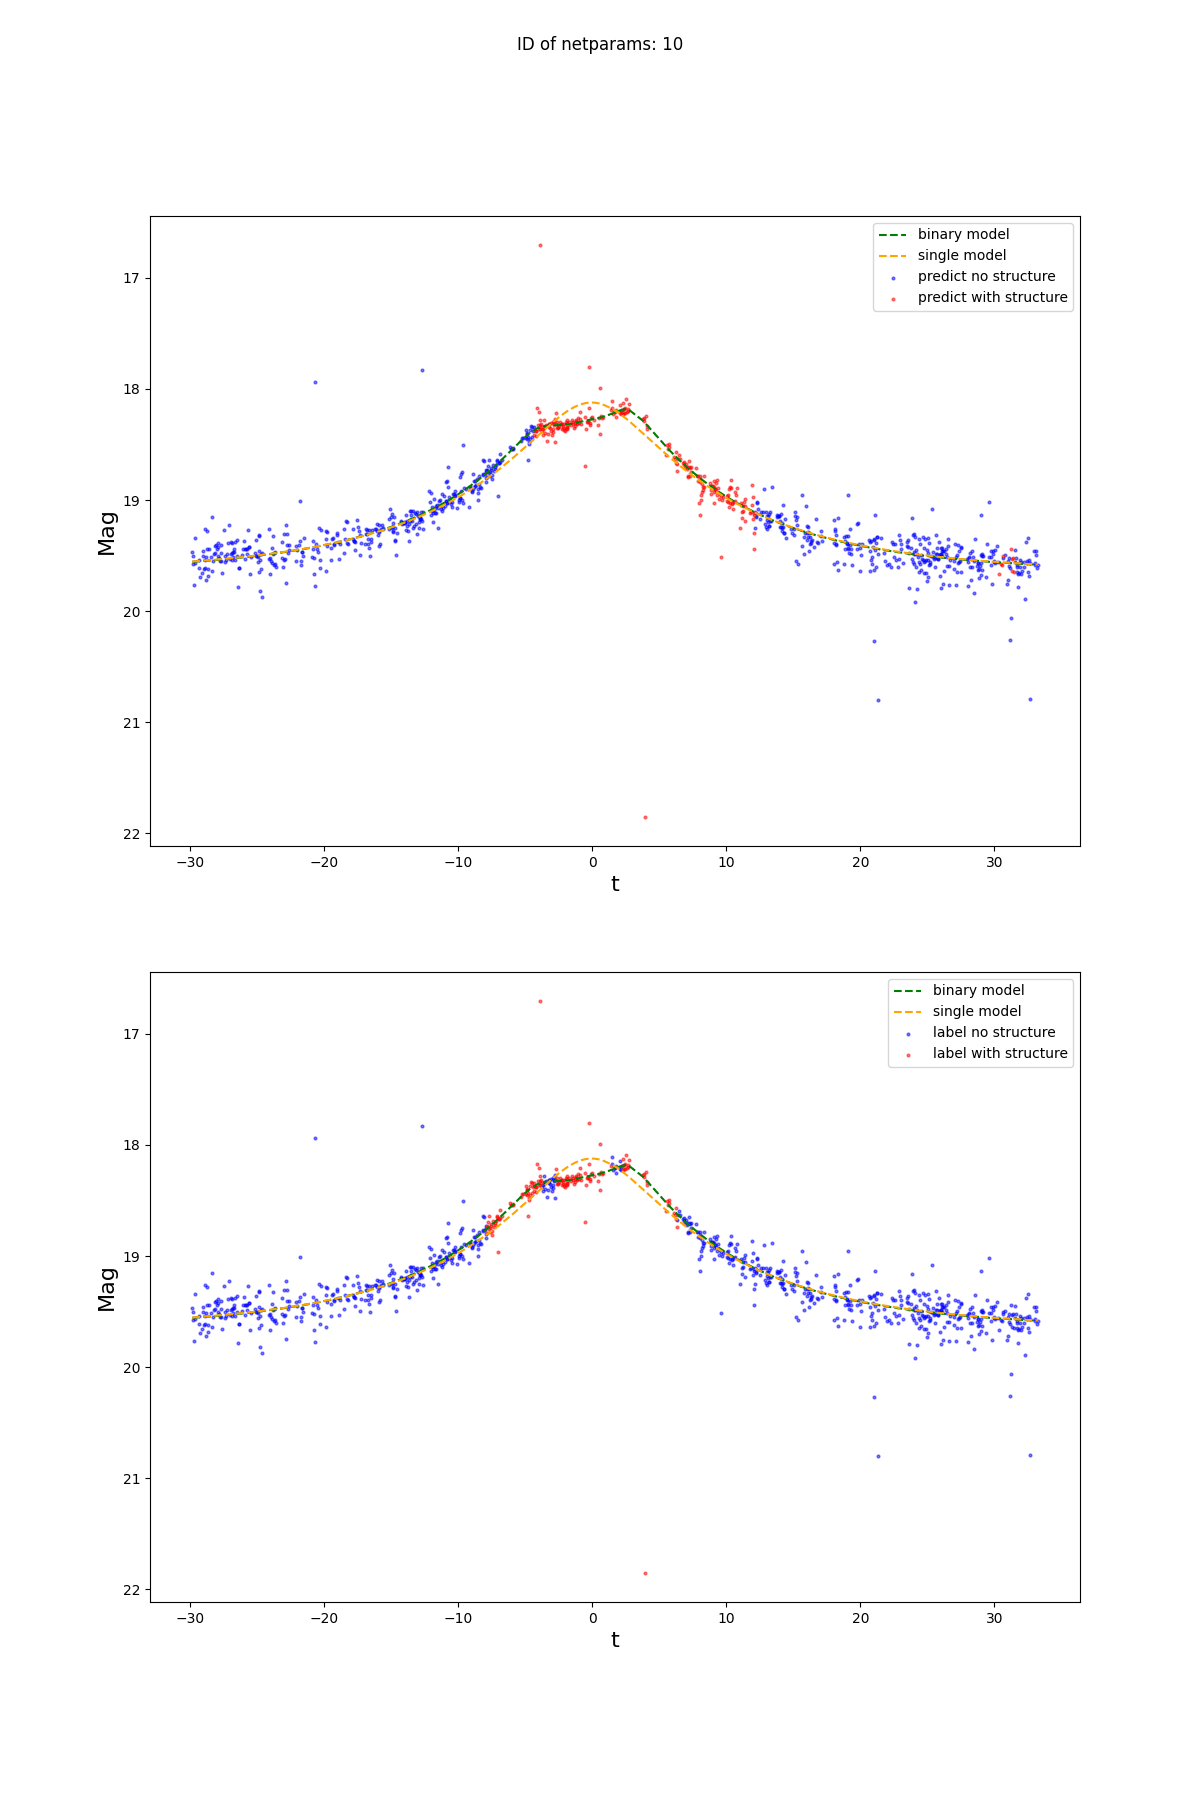 ID of netparams: 10
binary model
single model
predict no structure
predict with structure
17
18
19
20
21
22
Mag
−30
−20
−10
0
10
20
30
t
binary model
single model
label no structure
label with structure
17
18
19
20
21
22
Mag
−30
−20
−10
0
10
20
30
t